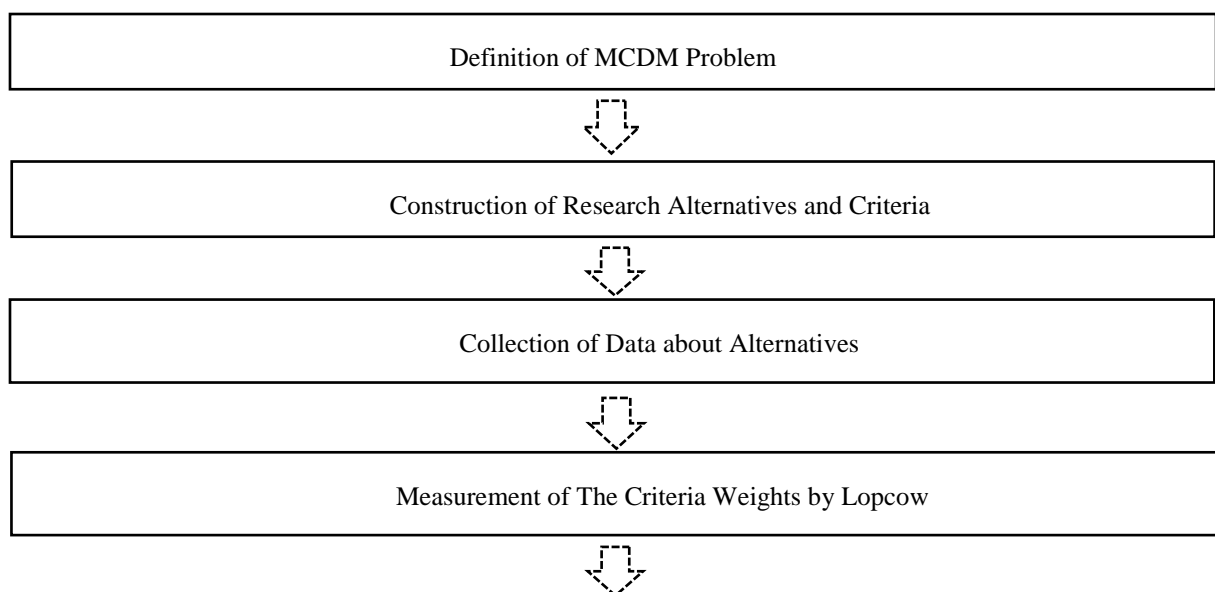 Definition of MCDM Problem
Construction of Research Alternatives and Criteria
Collection of Data about Alternatives
Measurement of The Criteria Weights by Lopcow